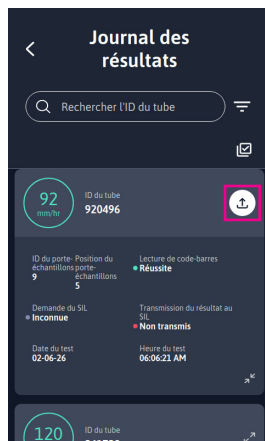 Journal des
résultats
Rechercher l'ID du tube
92
mm/hr
ID du tube
920496
ID du porte-
échantillons
9
Position du
porte-
échantillons
5
Lecture de code-barres
Réussite
Demande du SIL
Inconnue
Transmission du résultat au
SIL
Non transmis
Date du test
02-06-26
Heure du test
06:06:21 AM
120
ID du tube